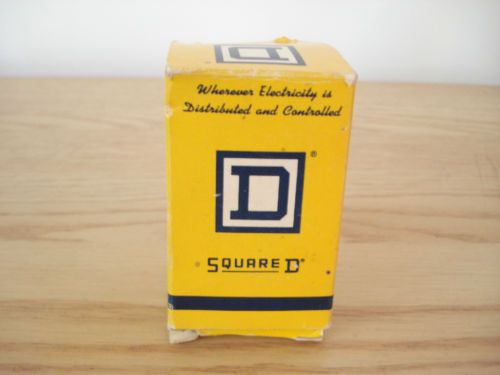 D
Wherever Electricity is
Distributed and Controlled
D ®
SQUARE D®